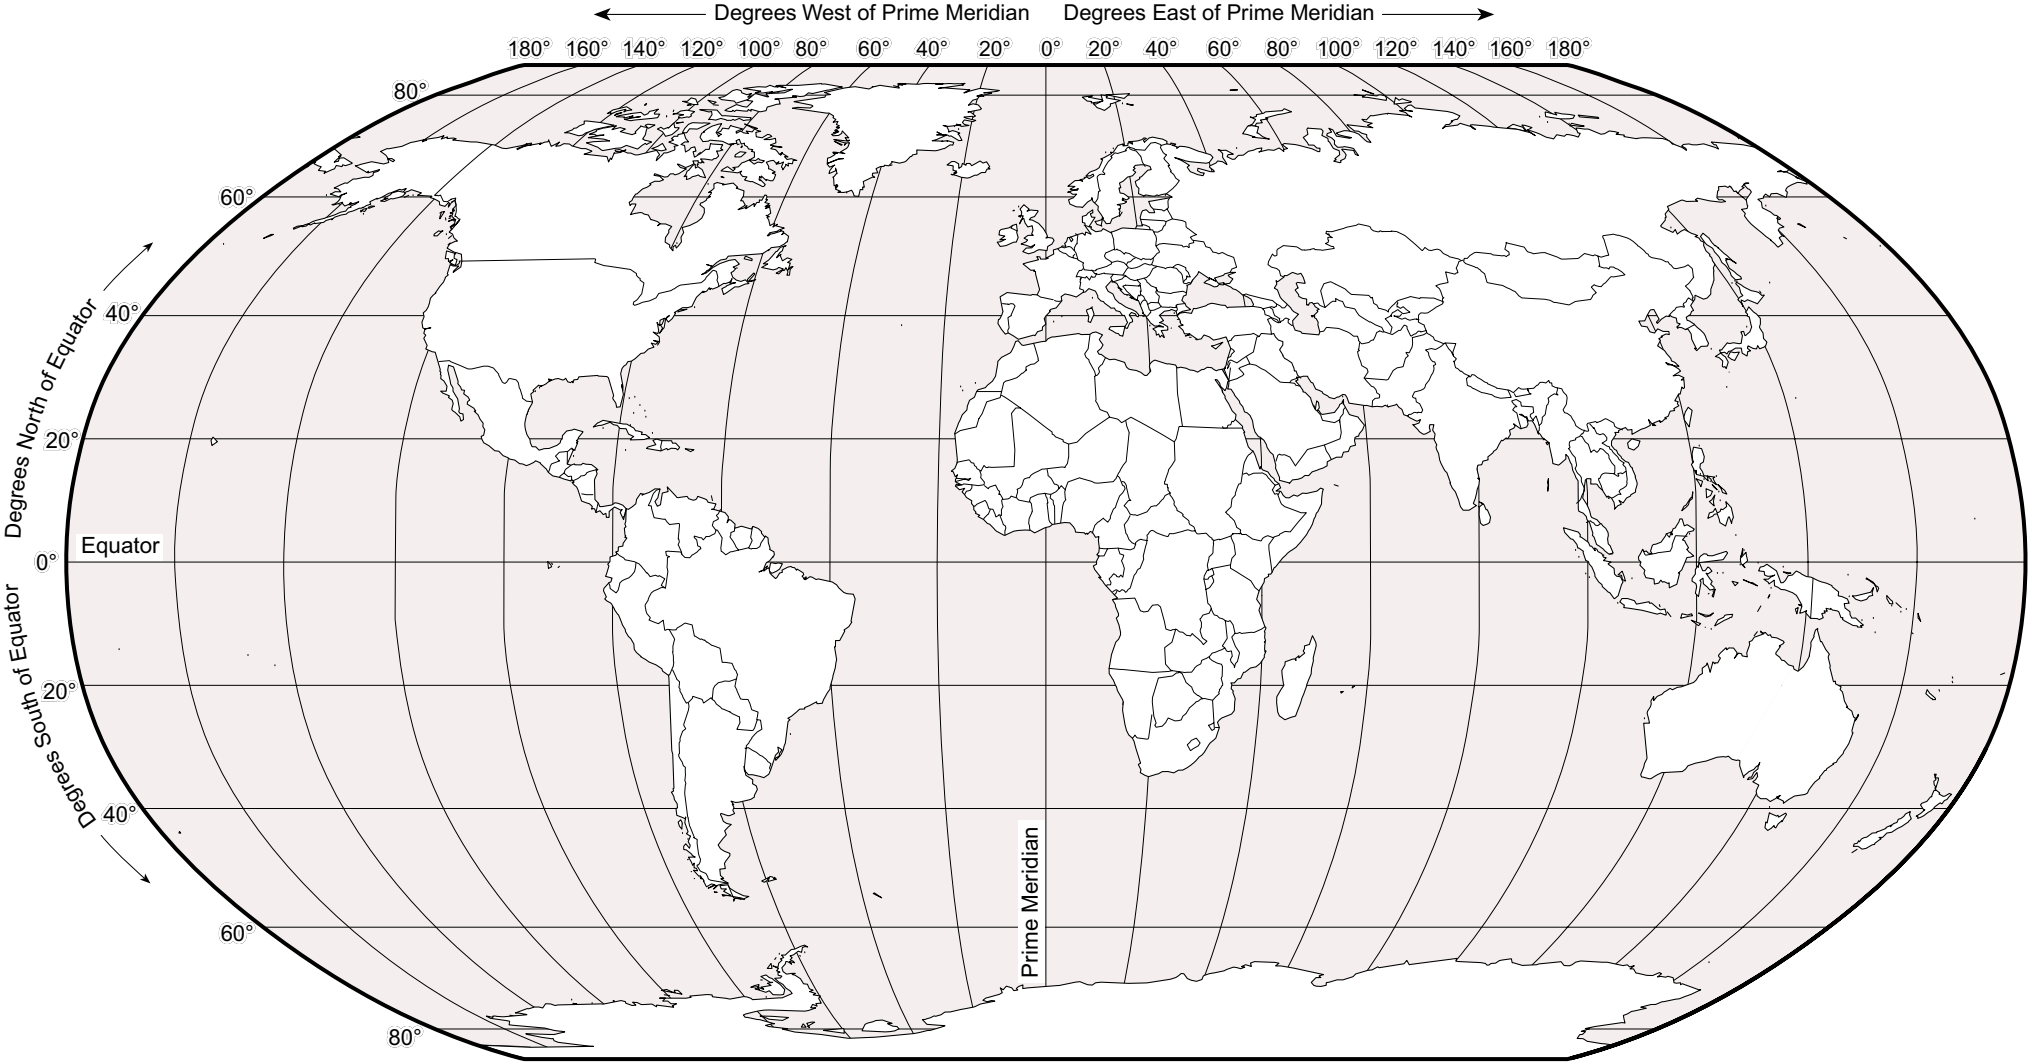 Degrees West of Prime Meridian Degrees East of Prime Meridian
180° 160° 140° 120° 100° 80° 60° 40° 20° 0° 20° 40° 60° 80° 100° 120° 140° 160° 180°
80°
60°
40°
20°
Degrees North of Equator
Equator
0°
Degrees South of Equator
20°
40°
Prime Meridian
60°
80°